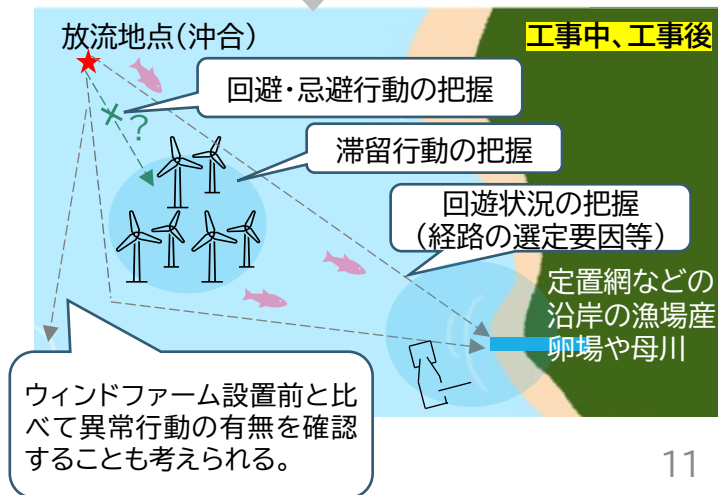 放流地点(沖合)
工事中、工事後
回避・忌避行動の把握
?
滞留行動の把握
回遊状況の把握
(経路の選定要因等)
定置網などの
沿岸の漁場産
卵場や母川
ウィンドファーム設置前と比
べて異常行動の有無を確認
することも考えられる。
11